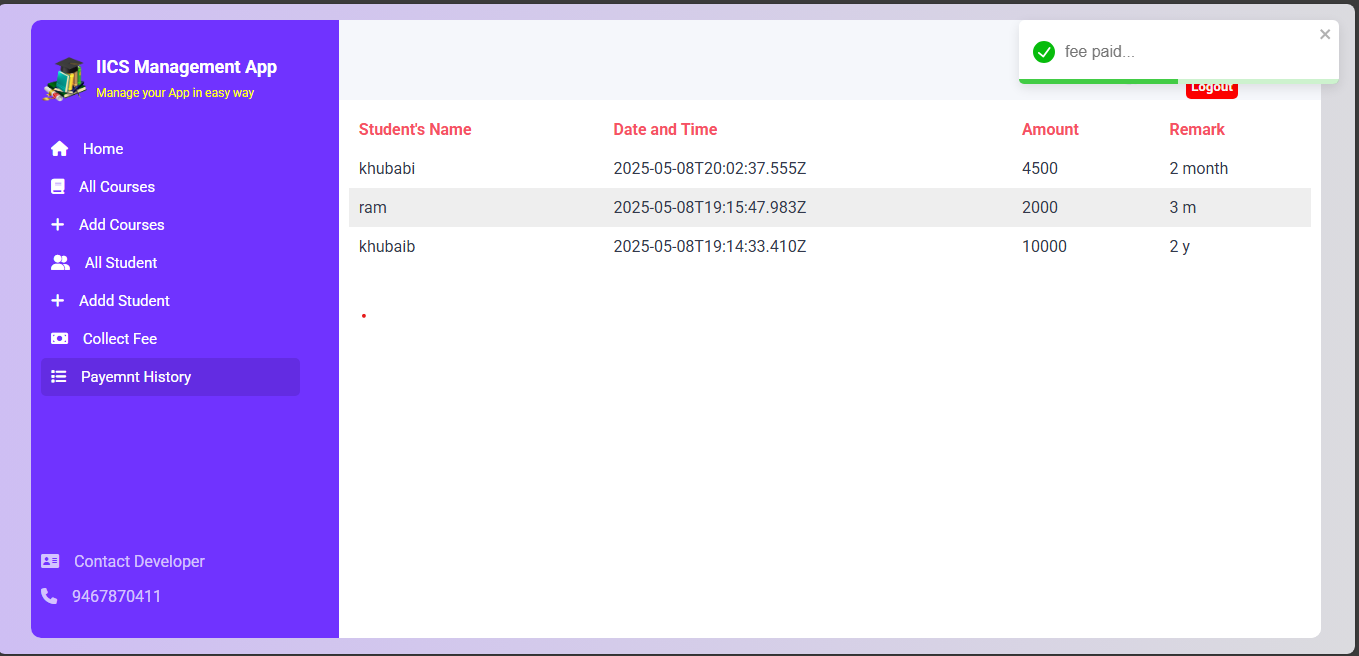 IICS Management App
Manage your App in easy way
Home
All Courses
Add Courses
All Student
Addd Student
Collect Fee
Payemnt History
Contact Developer
9467870411
fee paid...
Logout
Student's Name Date and Time Amount Remark
khubabi 2025-05-08T20:02:37.555Z 4500 2 month
ram 2025-05-08T19:15:47.983Z 2000 3 m
khubaib 2025-05-08T19:14:33.410Z 10000 2 y